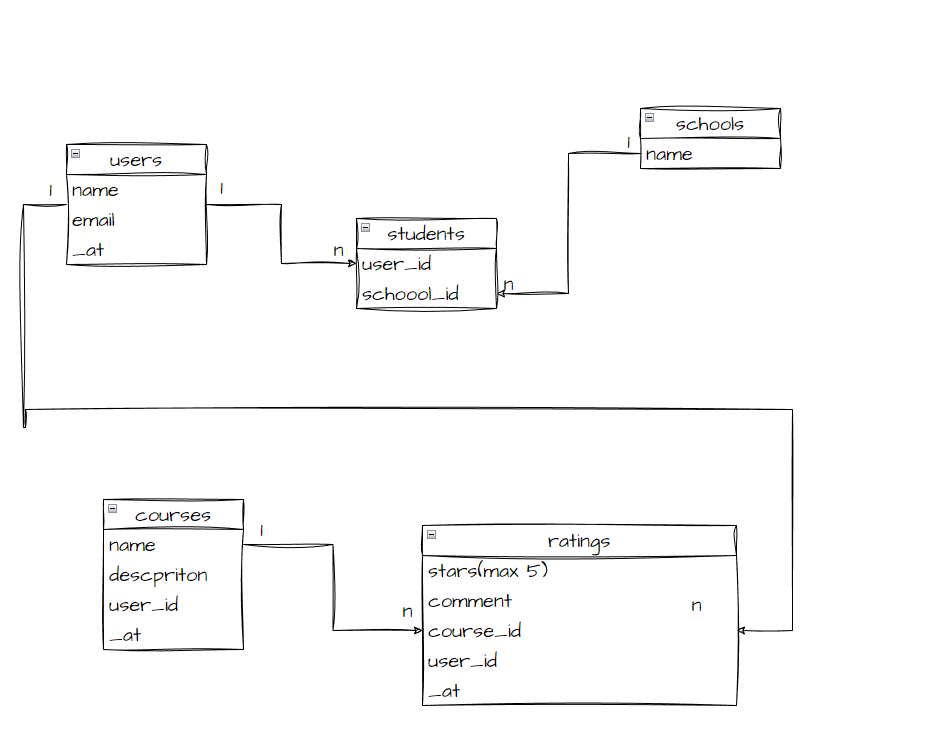 users
name
email
_at
1
1
schools
name
1
students
user_id
schoool_id
n
n
courses
name
descpriton
user_id
_at
1
n
ratings
stars(max 5)
comment
course_id
user_id
_at
n